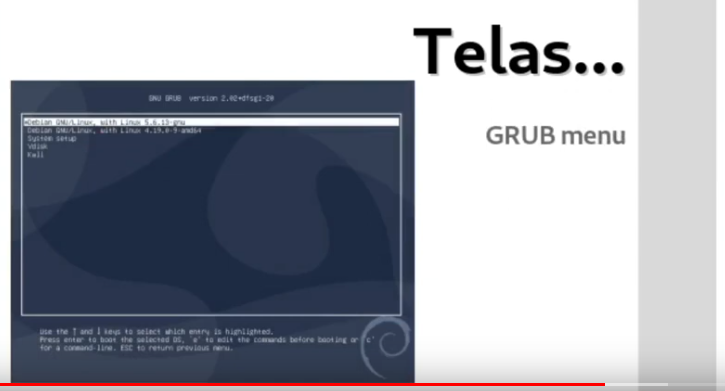 Telas...
GRUB menu
GNU GRUB version 2.02+dfsg1-20
*Debian GNU/Linux, with Linux 5.6.13-gnu
Debian GNU/Linux, with Linux 4.19.0-9-amd64
System setup
Vdisk
Kali
Use the ↑ and ↓ keys to select which entry is highlighted.
Press enter to boot the selected OS, 'e' to edit the commands before booting or 'c'
for a command-line. ESC to return previous menu.